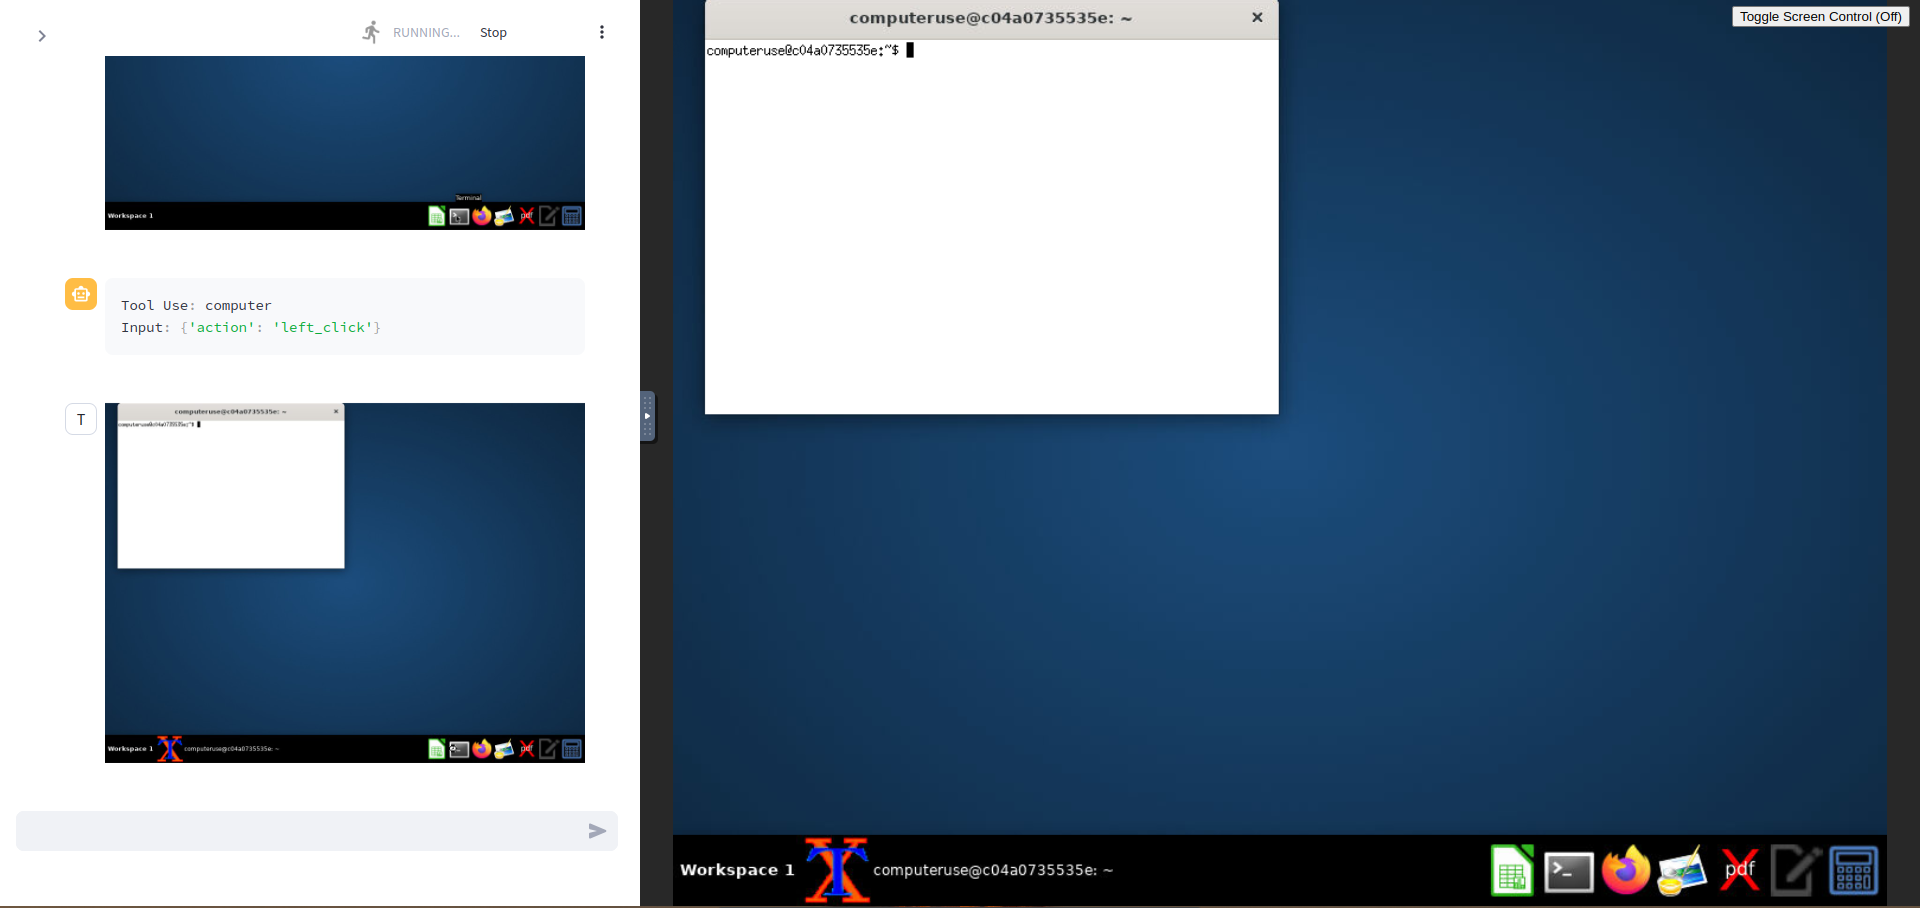 RUNNING...
Stop
Terminal
Workspace 1
pdf
Tool Use: computer
Input: {'action': 'left_click'}
T
computeruse@c04a0735535e: ~
computeruse@c04a0735535e:~$
Workspace 1
computeruse@c04a0735535e: ~
pdf
computeruse@c04a0735535e: ~
computeruse@c04a0735535e:~$
Toggle Screen Control (Off)
Workspace 1
computeruse@c04a0735535e: ~
pdf